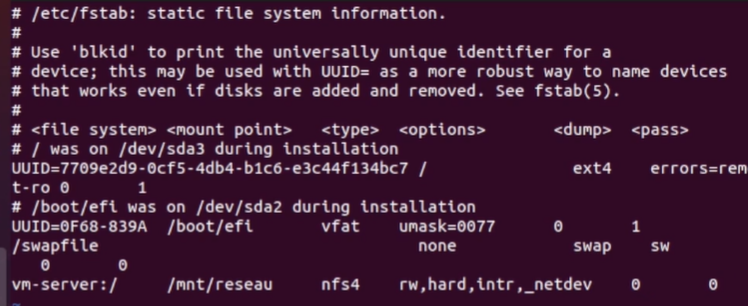 # /etc/fstab: static file system information.
#
# Use 'blkid' to print the universally unique identifier for a
# device; this may be used with UUID= as a more robust way to name devices
# that works even if disks are added and removed. See fstab(5).
#
# <file system> <mount point>   <type>  <options>       <dump>  <pass>
# / was on /dev/sda3 during installation
UUID=7709e2d9-0cf5-4db4-b1c6-e3c44f134bc7 /               ext4    errors=rem
t-ro 0       1
# /boot/efi was on /dev/sda2 during installation
UUID=0F68-839A  /boot/efi       vfat    umask=0077      0       1
/swapfile                                 none            swap    sw
   0       0
vm-server:/     /mnt/reseau     nfs4    rw,hard,intr,_netdev    0       0
~